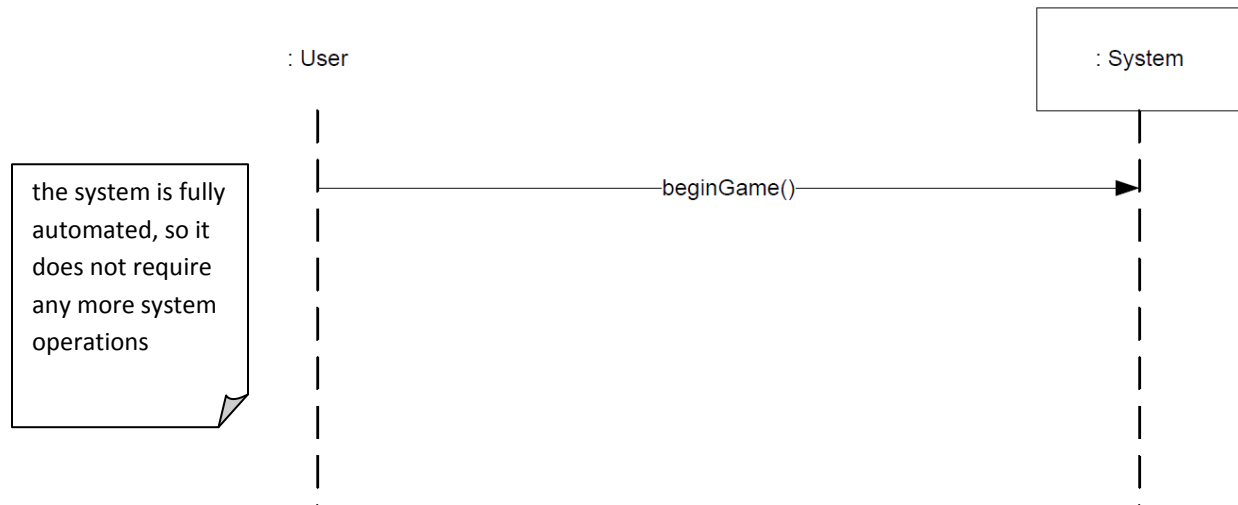 : User
: System
beginGame()
the system is fully
automated, so it
does not require
any more system
operations